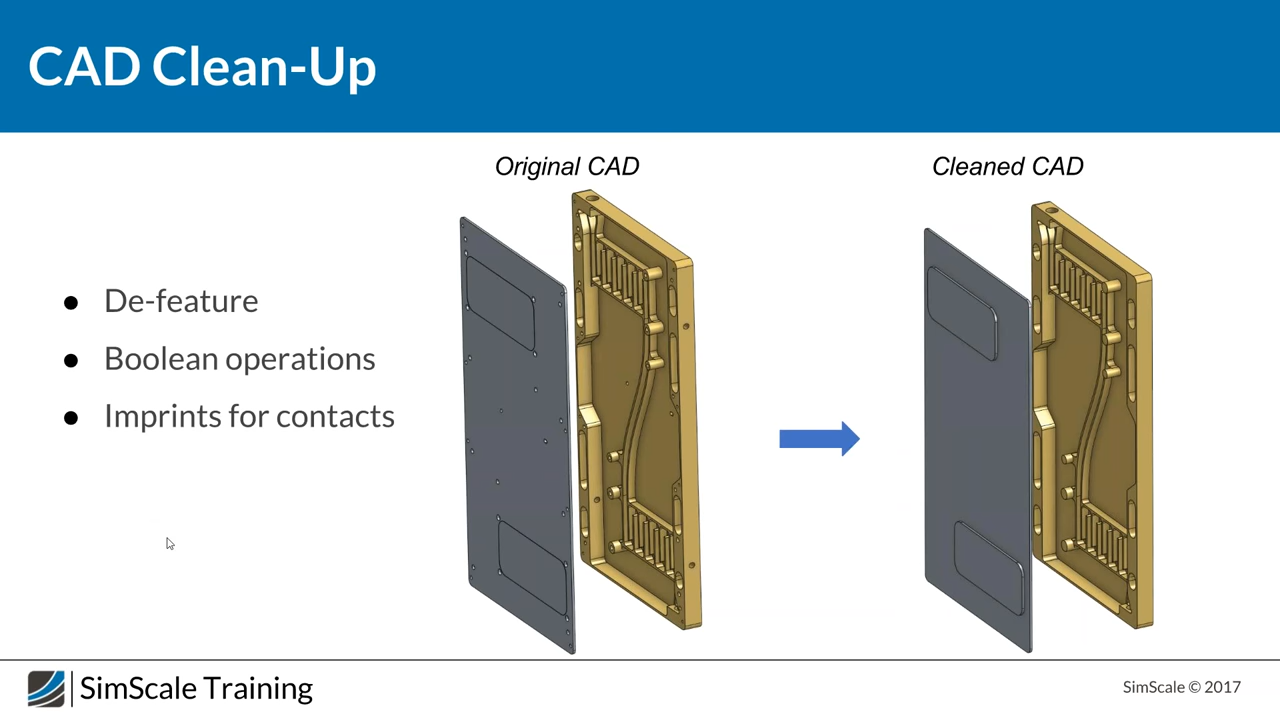 CAD Clean-Up
Original CAD
Cleaned CAD
● De-feature
● Boolean operations
● Imprints for contacts
SimScale Training
SimScale © 2017